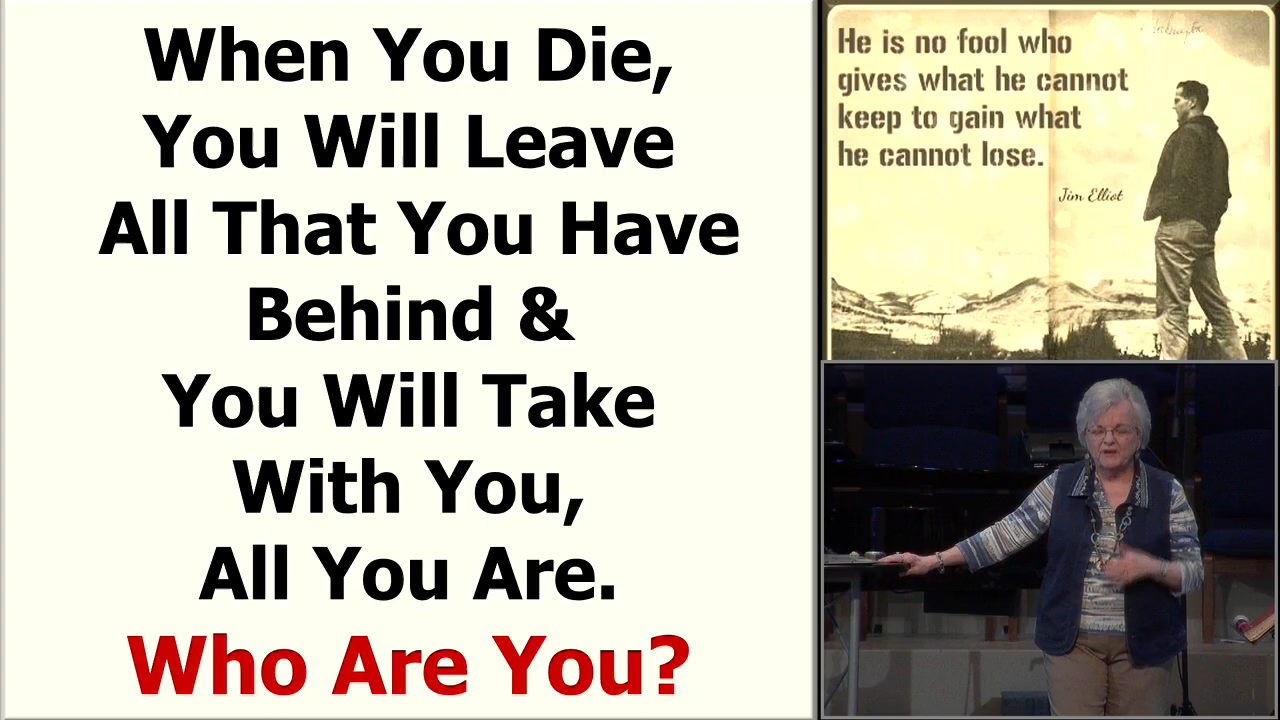 When You Die,
You Will Leave
All That You Have
Behind &
You Will Take
With You,
All You Are.
Who Are You?
He is no fool who
gives what he cannot
keep to gain what
he cannot lose.
Jim Elliot